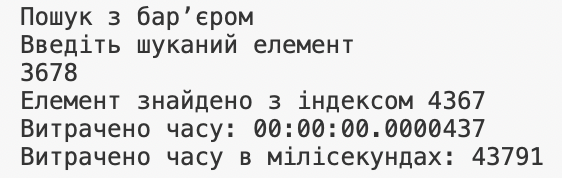 Пошук з бар’єром
Введіть шуканий елемент
3678
Елемент знайдено з індексом 4367
Витрачено часу: 00:00:00.0000437
Витрачено часу в мілісекундах: 43791